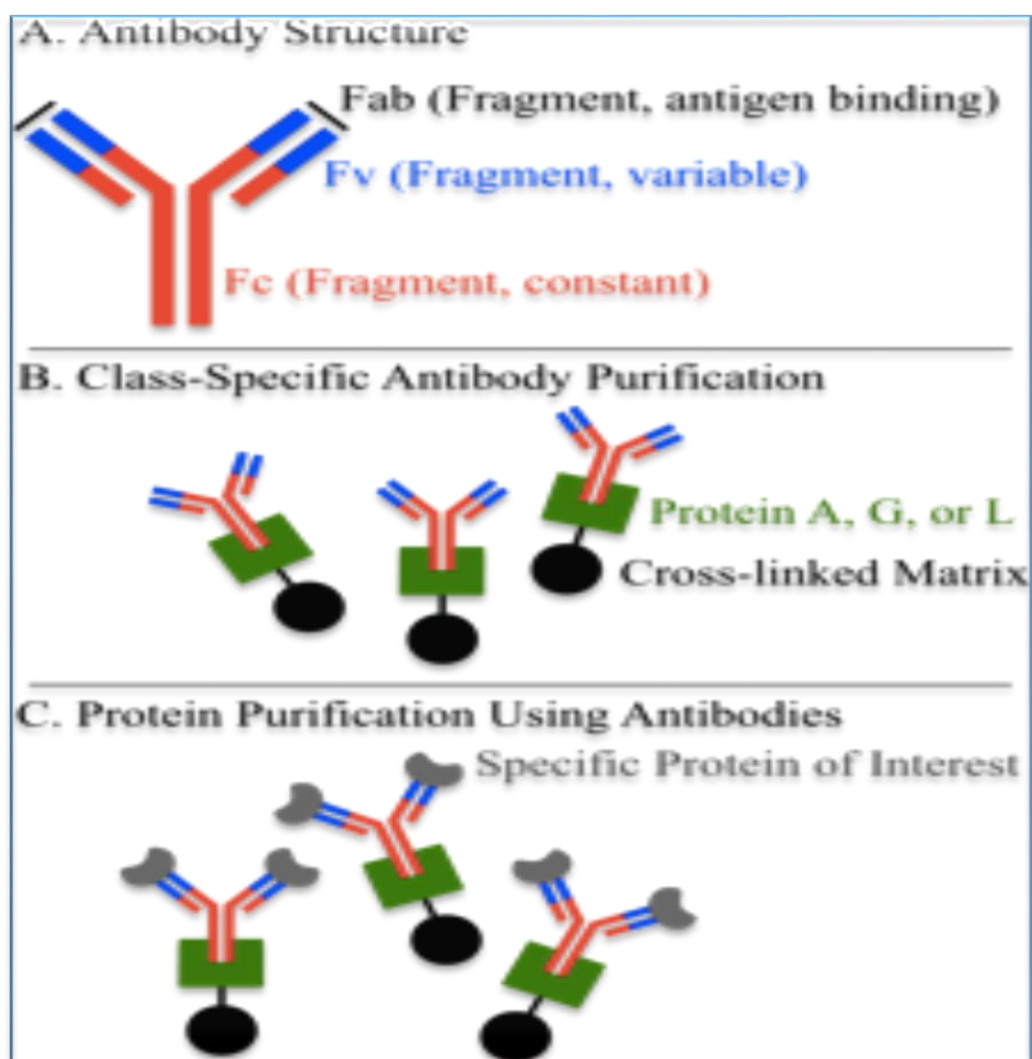 A. Antibody Structure
Fab (Fragment, antigen binding)
Fv (Fragment, variable)
Fc (Fragment, constant)
B. Class-Specific Antibody Purification
Protein A, G, or L
Cross-linked Matrix
C. Protein Purification Using Antibodies
Specific Protein of Interest